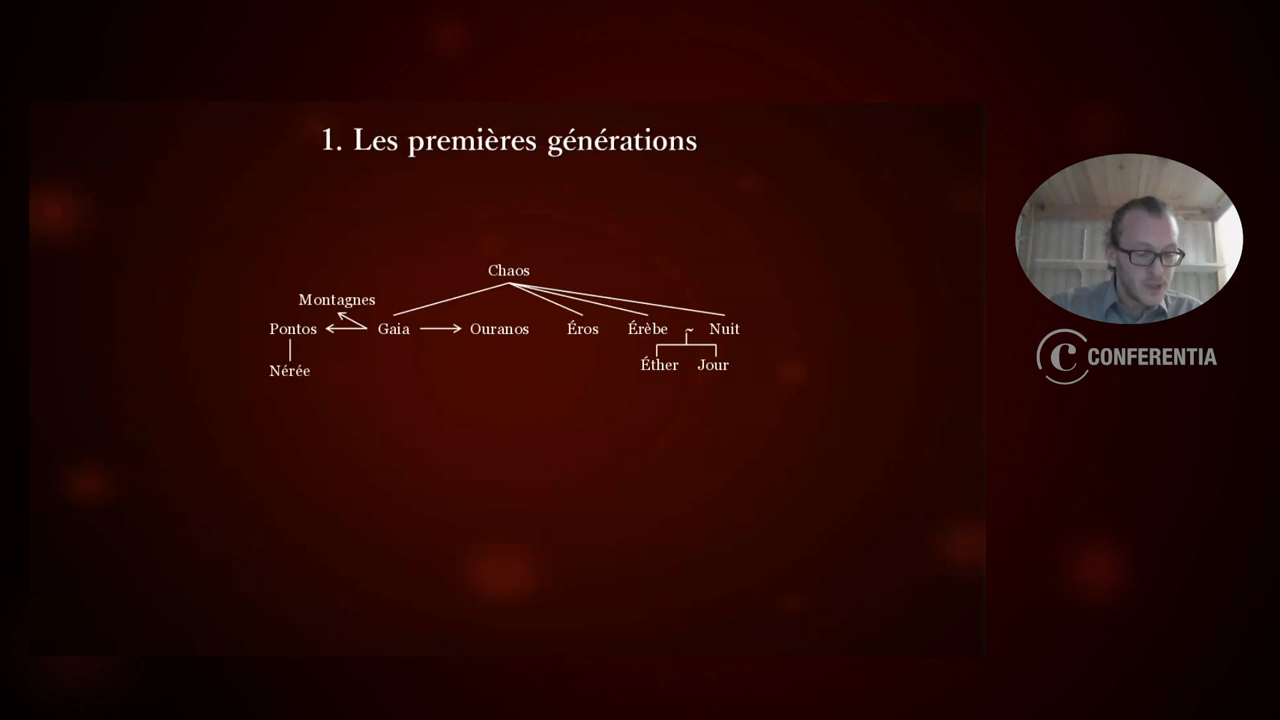 1. Les premières générations
Chaos
Montagnes
Pontos Gaia Ouranos Éros Érèbe ~ Nuit
Nérée
Éther Jour
C CONFERENTIA